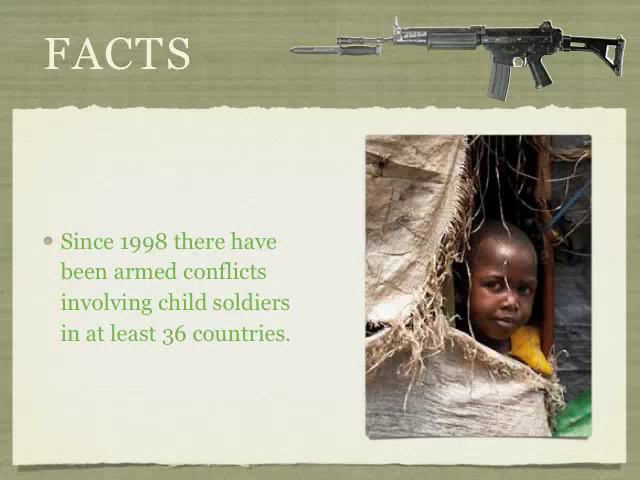 FACTS
Since 1998 there have
been armed conflicts
involving child soldiers
in at least 36 countries.